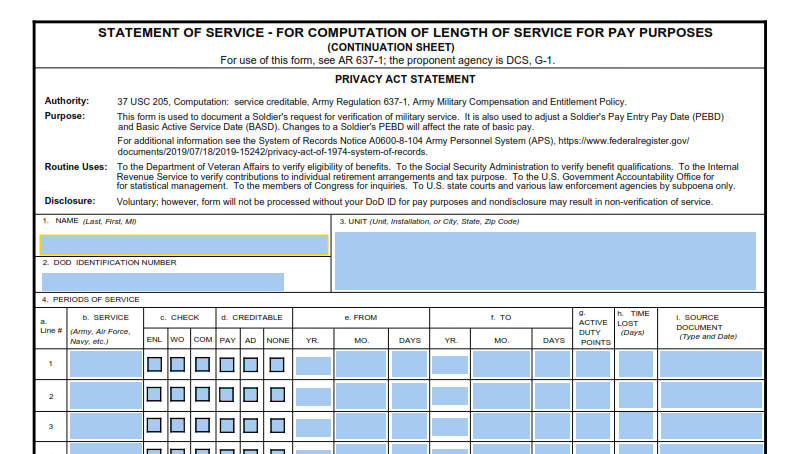 STATEMENT OF SERVICE - FOR COMPUTATION OF LENGTH OF SERVICE FOR PAY PURPOSES
(CONTINUATION SHEET)
For use of this form, see AR 637-1; the proponent agency is DCS, G-1.
PRIVACY ACT STATEMENT
Authority: 37 USC 205, Computation: service creditable, Army Regulation 637-1, Army Military Compensation and Entitlement Policy.
Purpose: This form is used to document a Soldier's request for verification of military service. It is also used to adjust a Soldier's Pay Entry Pay Date (PEBD)
and Basic Active Service Date (BASD). Changes to a Soldier's PEBD will affect the rate of basic pay.
For additional information see the System of Records Notice A0600-8-104 Army Personnel System (APS), https://www.federalregister.gov/
documents/2019/07/18/2019-15242/privacy-act-of-1974-system-of-records.
Routine Uses: To the Department of Veteran Affairs to verify eligibility of benefits. To the Social Security Administration to verify benefit qualifications. To the Internal
Revenue Service to verify contributions to individual retirement arrangements and tax purpose. To the U.S. Government Accountability Office for
for statistical management. To the members of Congress for inquiries. To U.S. state courts and various law enforcement agencies by subpoena only.
Disclosure: Voluntary; however, form will not be processed without your DoD ID for pay purposes and nondisclosure may result in non-verification of service.
1. NAME (Last, First, MI)
3. UNIT (Unit, Installation, or City, State, Zip Code)
2. DOD IDENTIFICATION NUMBER
4. PERIODS OF SERVICE
a.
Line #
b. SERVICE
(Army, Air Force,
Navy, etc.)
c. CHECK
ENL WO COM
d. CREDITABLE
PAY AD NONE
e. FROM
YR. MO. DAYS
f. TO
YR. MO. DAYS
g.
ACTIVE
DUTY
POINTS
h. TIME
LOST
(Days)
i. SOURCE
DOCUMENT
(Type and Date)
1
2
3